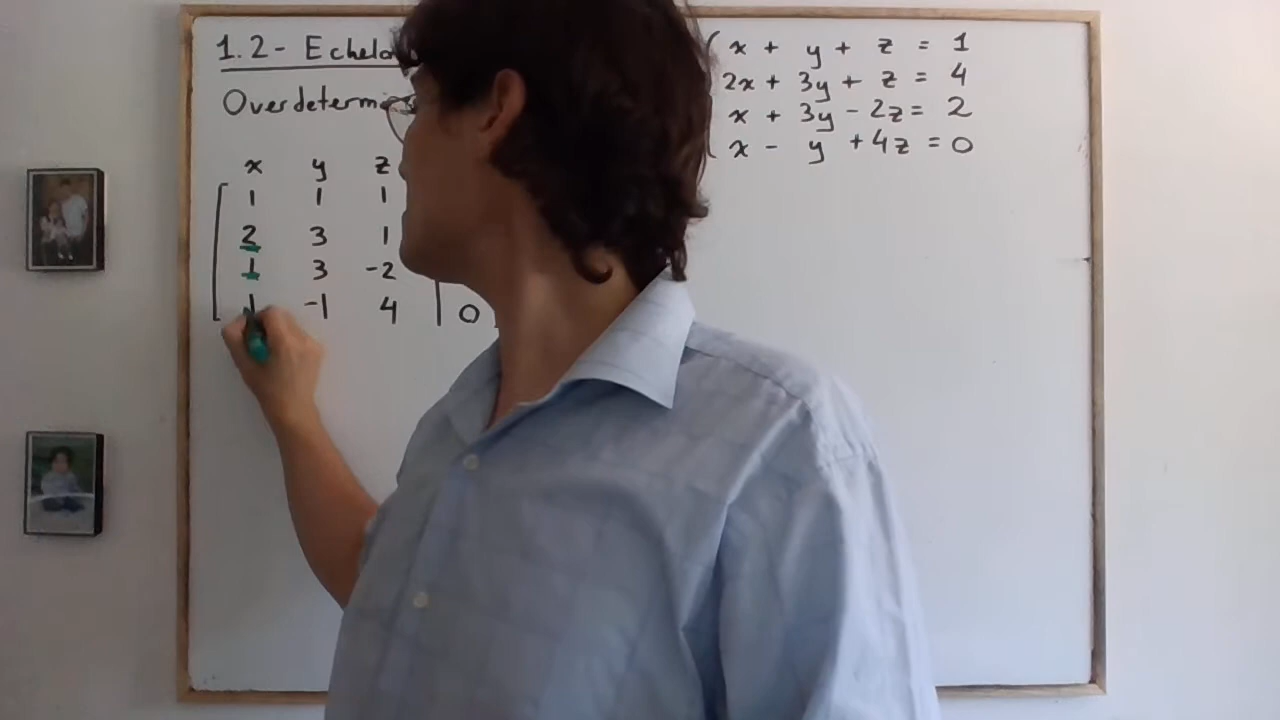 1.2 - Echelo
Overdetermi
x + y + z = 1
2x + 3y + z = 4
x + 3y - 2z = 2
x - y + 4z = 0
x y z
1 1 1
2 3 1
1 3 -2
1 -1 4 | 0